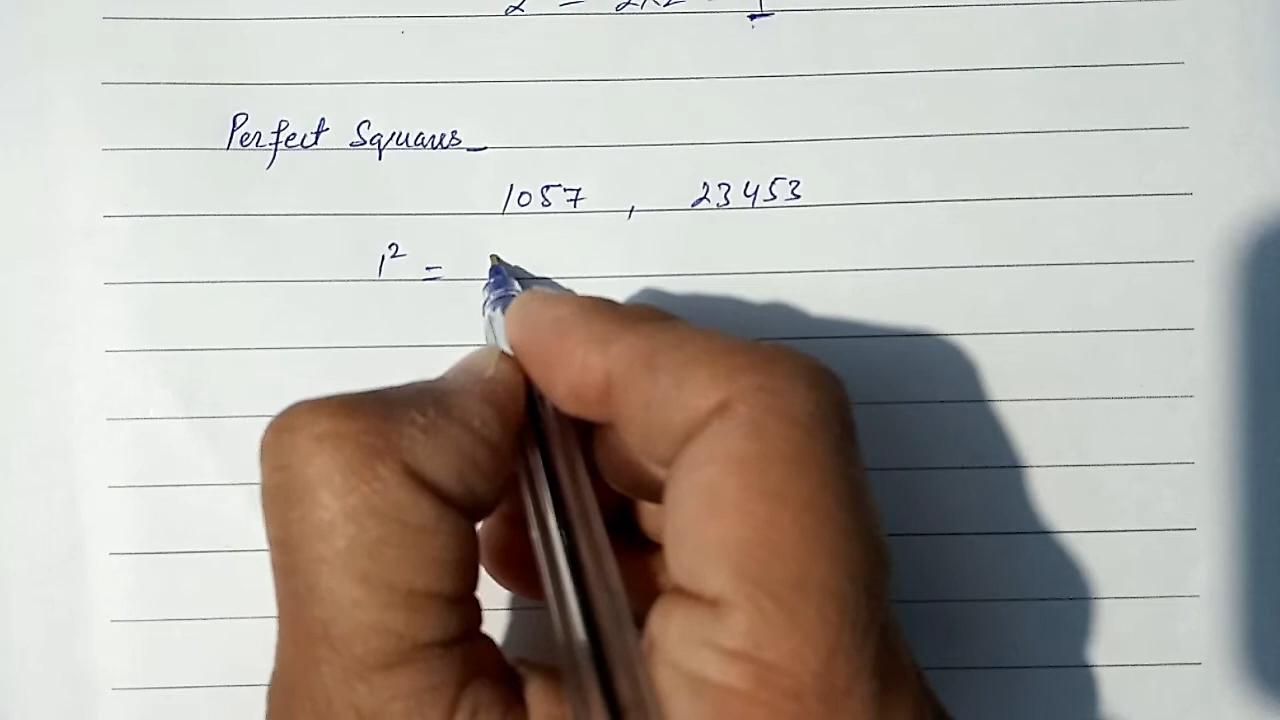 Perfect Squares
1057 , 23453
1² =